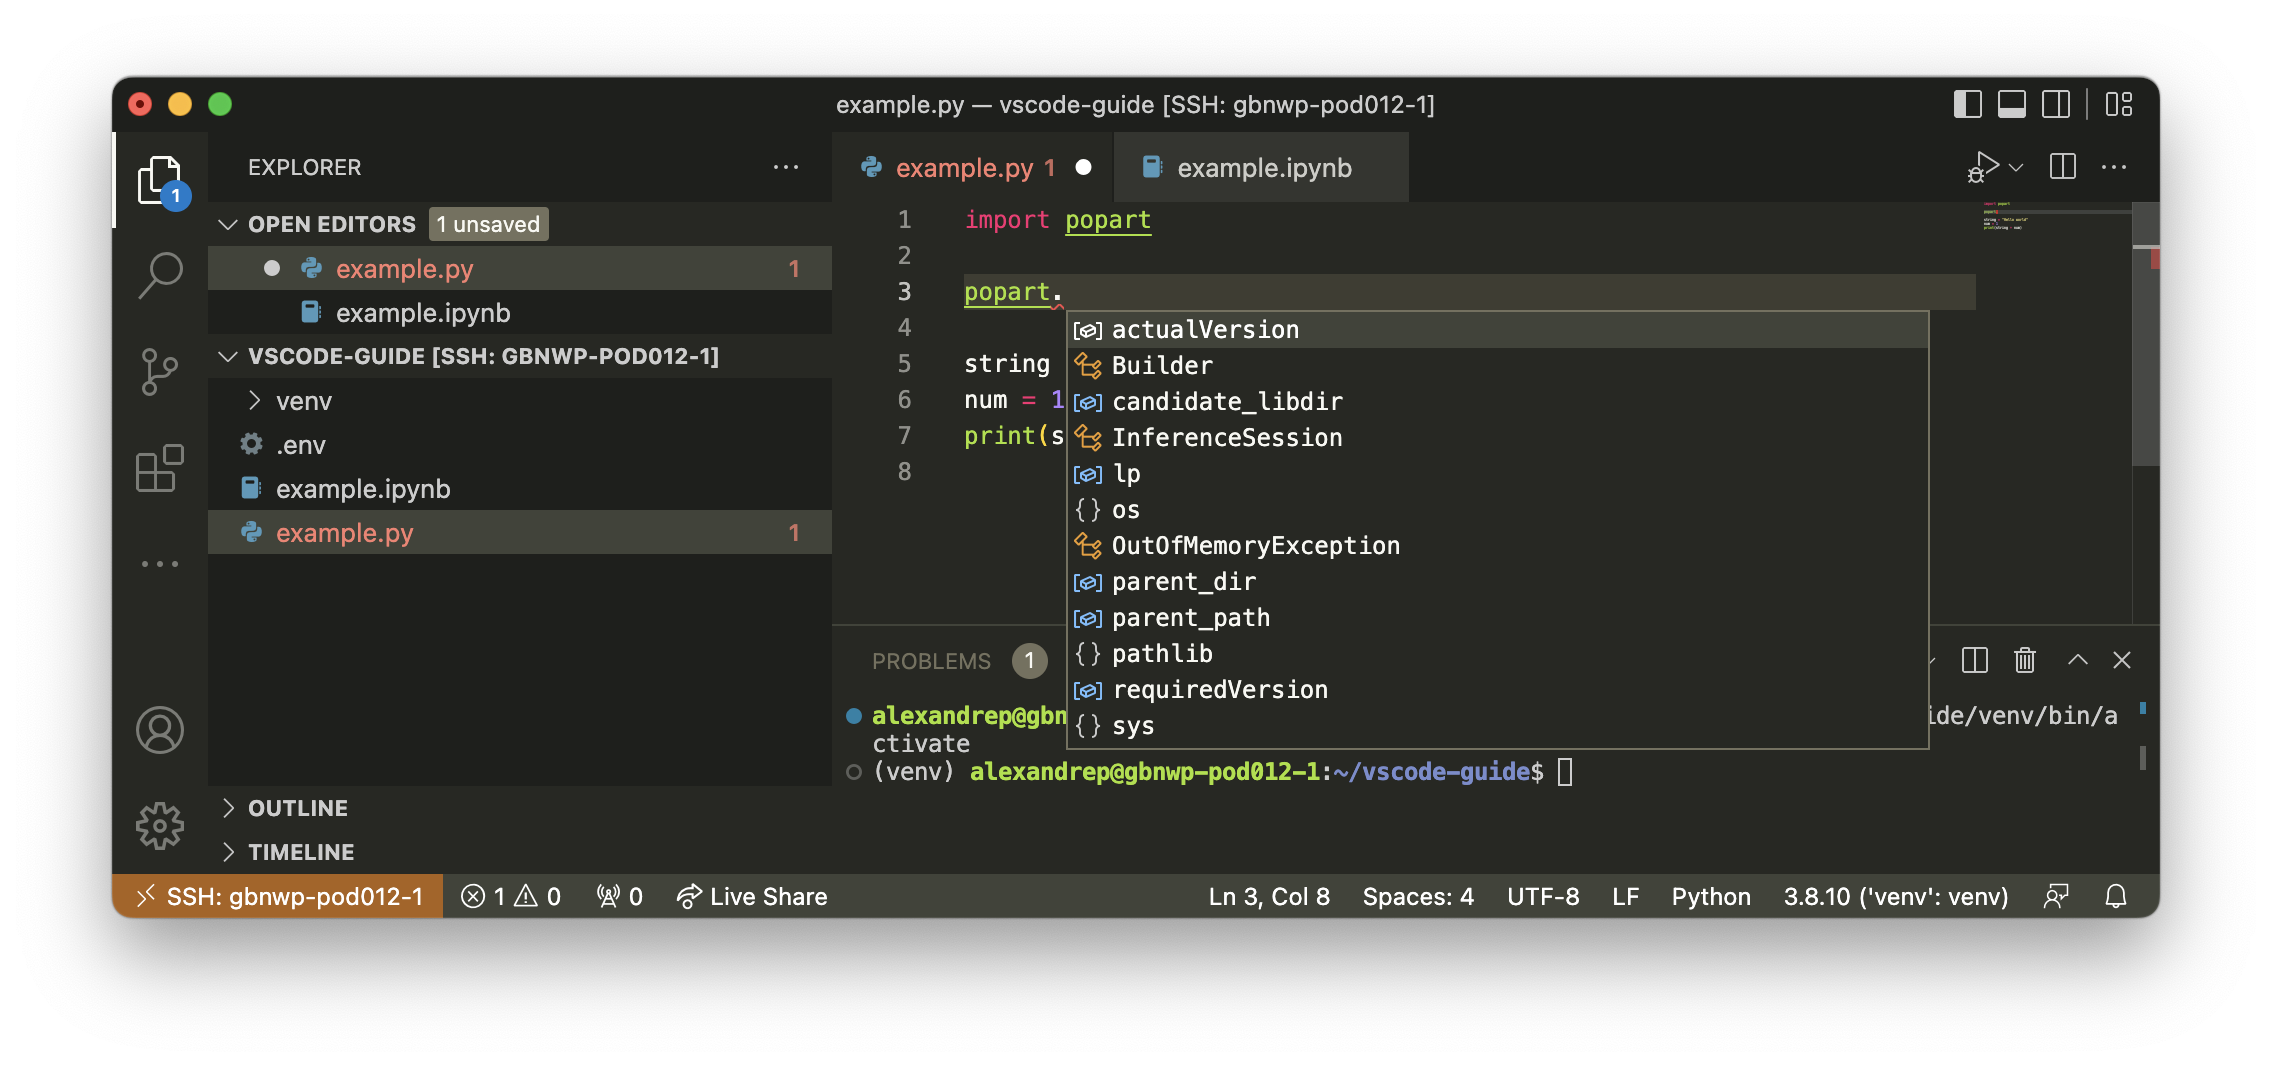 example.py — vscode-guide [SSH: gbnwp-pod012-1]
1
EXPLORER
OPEN EDITORS 1 unsaved
example.py 1
example.ipynb
VSCODE-GUIDE [SSH: GBNWP-POD012-1]
venv
.env
example.ipynb
example.py 1
OUTLINE
TIMELINE
example.py 1
example.ipynb
1 import popart
2
3 popart.
4
5 string
6 num = 1
7 print(s
8
actualVersion
Builder
candidate_libdir
InferenceSession
lp
os
OutOfMemoryException
parent_dir
parent_path
pathlib
requiredVersion
sys
PROBLEMS 1
alexandrep@gbn ide/venv/bin/a
ctivate
(venv) alexandrep@gbnwp-pod012-1:~/vscode-guide$
SSH: gbnwp-pod012-1 1 0 0 Live Share Ln 3, Col 8 Spaces: 4 UTF-8 LF Python 3.8.10 ('venv': venv)